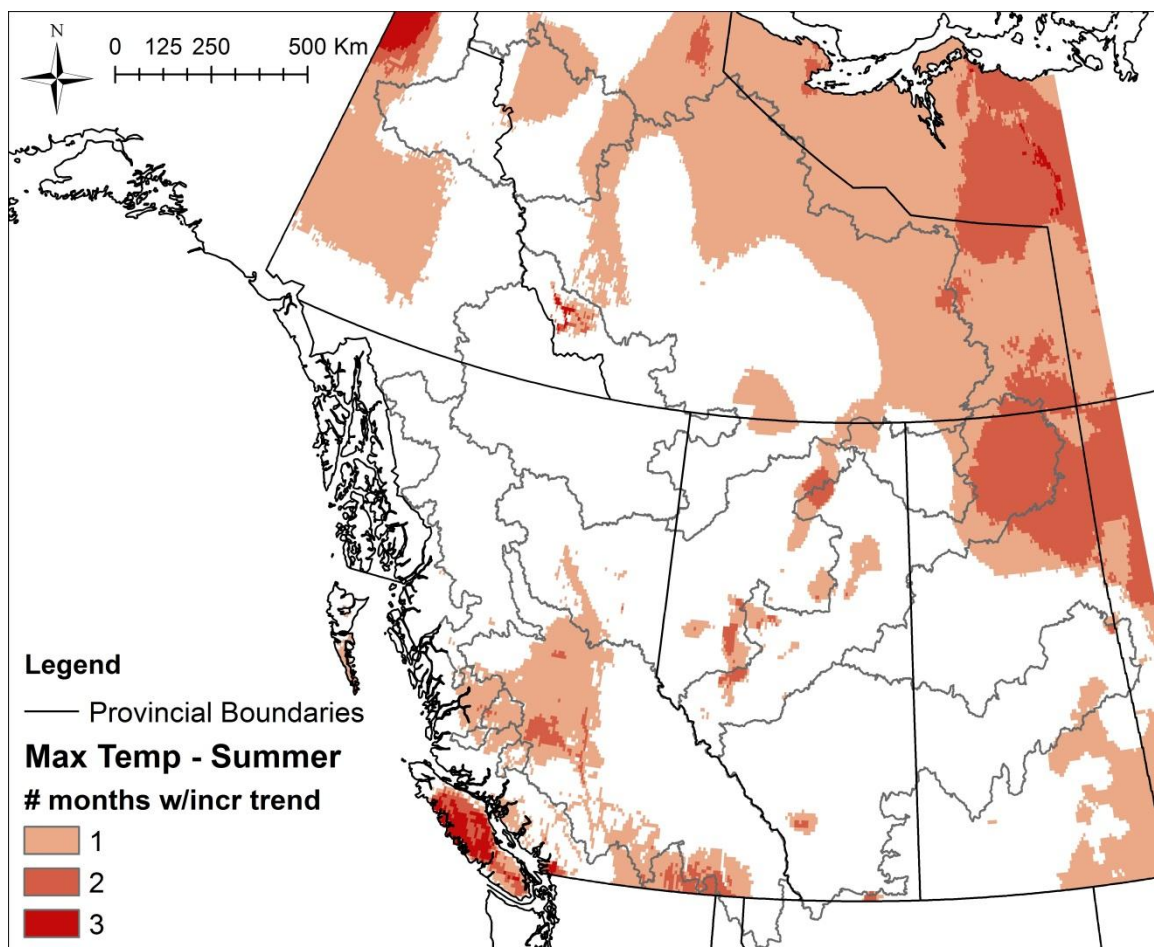 N
0 125 250 500 Km
Legend
Provincial Boundaries
Max Temp - Summer
# months w/incr trend
1
2
3